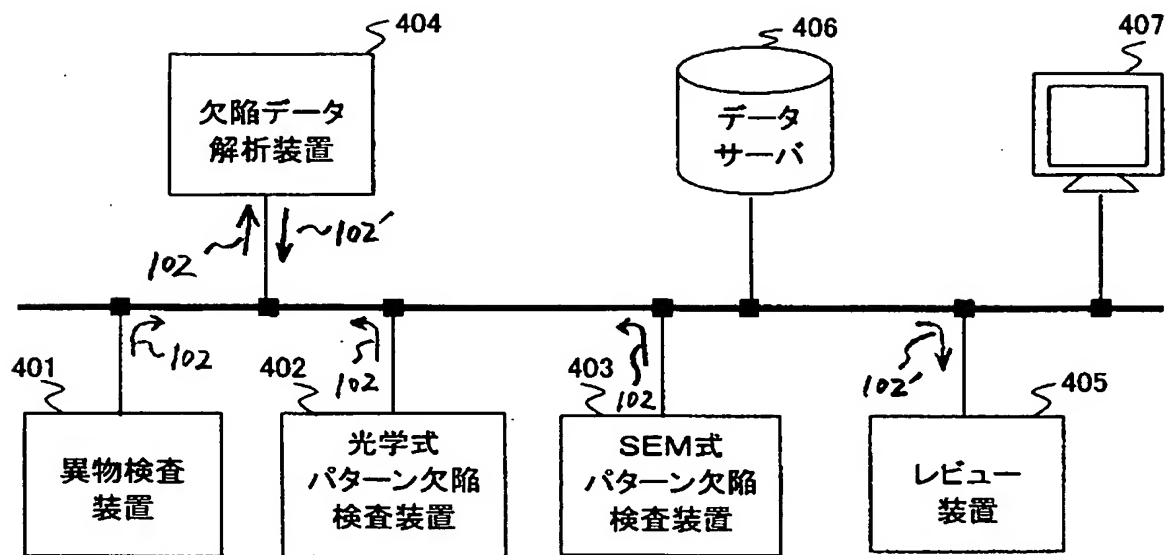 404
406
407
欠陥データ
解析装置
データ
サーバ
102
102′
401
102
402
102
403
102
102′
405
異物検査
装置
光学式
パターン欠陥
検査装置
SEM式
パターン欠陥
検査装置
レビュー
装置